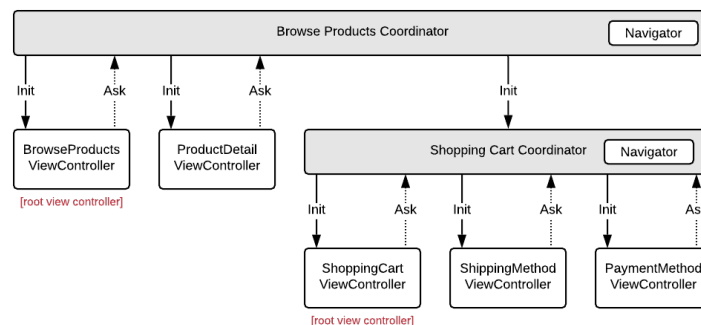 Browse Products Coordinator
Navigator
Init
Ask
Init
Ask
Init
BrowseProducts
ViewController
ProductDetail
ViewController
Shopping Cart Coordinator
Navigator
[root view controller]
Init
Ask
Init
Ask
Init
As
ShoppingCart
ViewController
ShippingMethod
ViewController
PaymentMethod
ViewController
[root view controller]